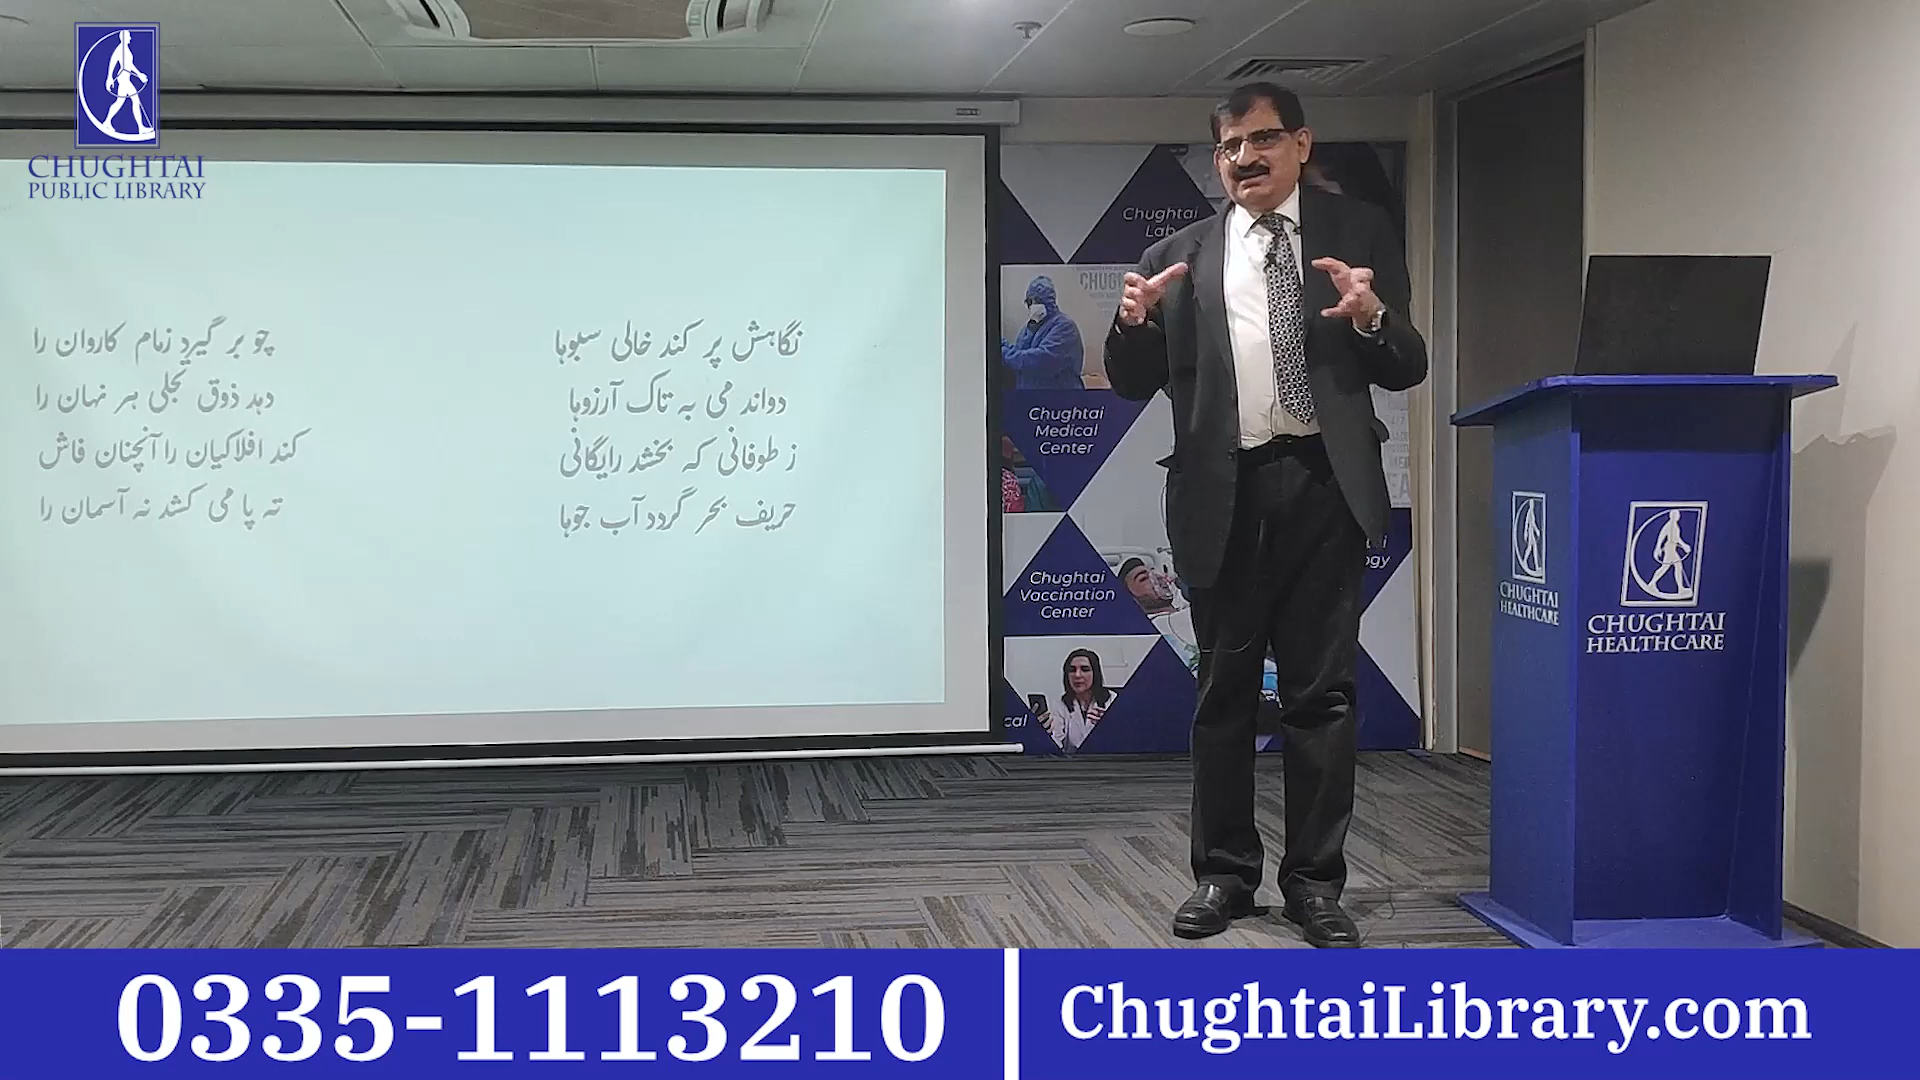 CHUGHTAI
PUBLIC LIBRARY
نگاہش پر کند خالی سبوہا
دواند می بہ تاک آرزوہا
ز طوفانی کہ بخشد رایگانی
حریف بحر گردد آب جوہا
چو بر گیرد زمام کاروان را
دہد ذوق تجلی ہر نہان را
کند افلاکیان را آنچنان فاش
تہ پا می کشد نہ آسمان را
Chughtai
Lab
Chughtai
Medical
Center
Chughtai
Vaccination
Center
CHUGHTAI
HEALTHCARE
CHUGHTAI
HEALTHCARE
0335-1113210
ChughtaiLibrary.com